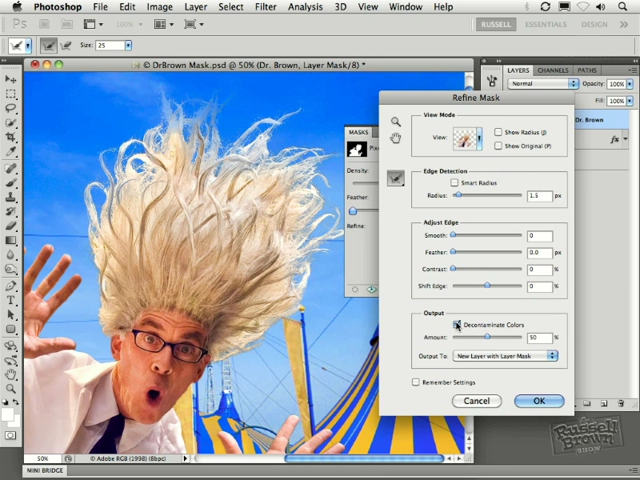 Photoshop File Edit Image Layer Select Filter Analysis 3D View Window Help
Ps 100% RUSSELL ESSENTIALS DESIGN
Size: 25
© DrBrown Mask.psd @ 50% (Dr. Brown, Layer Mask/8) *
LAYERS CHANNELS PATHS
Normal Opacity: 100%
Fill: 100%
Dr. Brown
fx
MASKS
Density:
Feather:
Refine:
Refine Mask
View Mode
View:
Show Radius (J)
Show Original (P)
Edge Detection
Smart Radius
Radius: 1.5 px
Adjust Edge
Smooth: 0
Feather: 0.0 px
Contrast: 0 %
Shift Edge: 0 %
Output
Decontaminate Colors
Amount: 50 %
Output To: New Layer with Layer Mask
Remember Settings
Cancel OK
50% © Adobe RGB (1998) (8bpc)
MINI BRIDGE
Russell Brown
SHOW